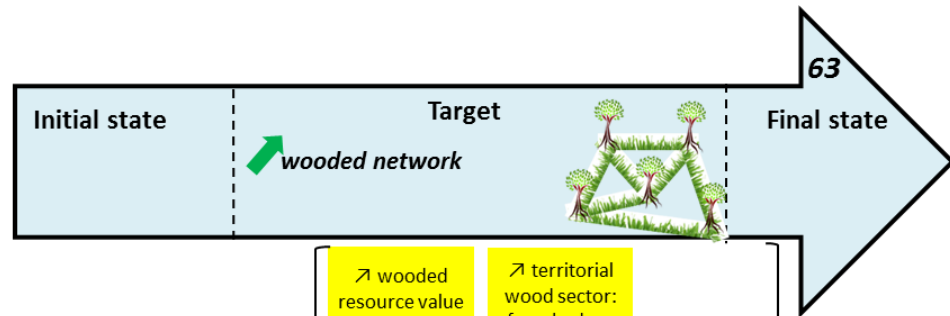 63
Initial state
Target
Final state
wooded network
↗ wooded
resource value
↗ territorial
wood sector: